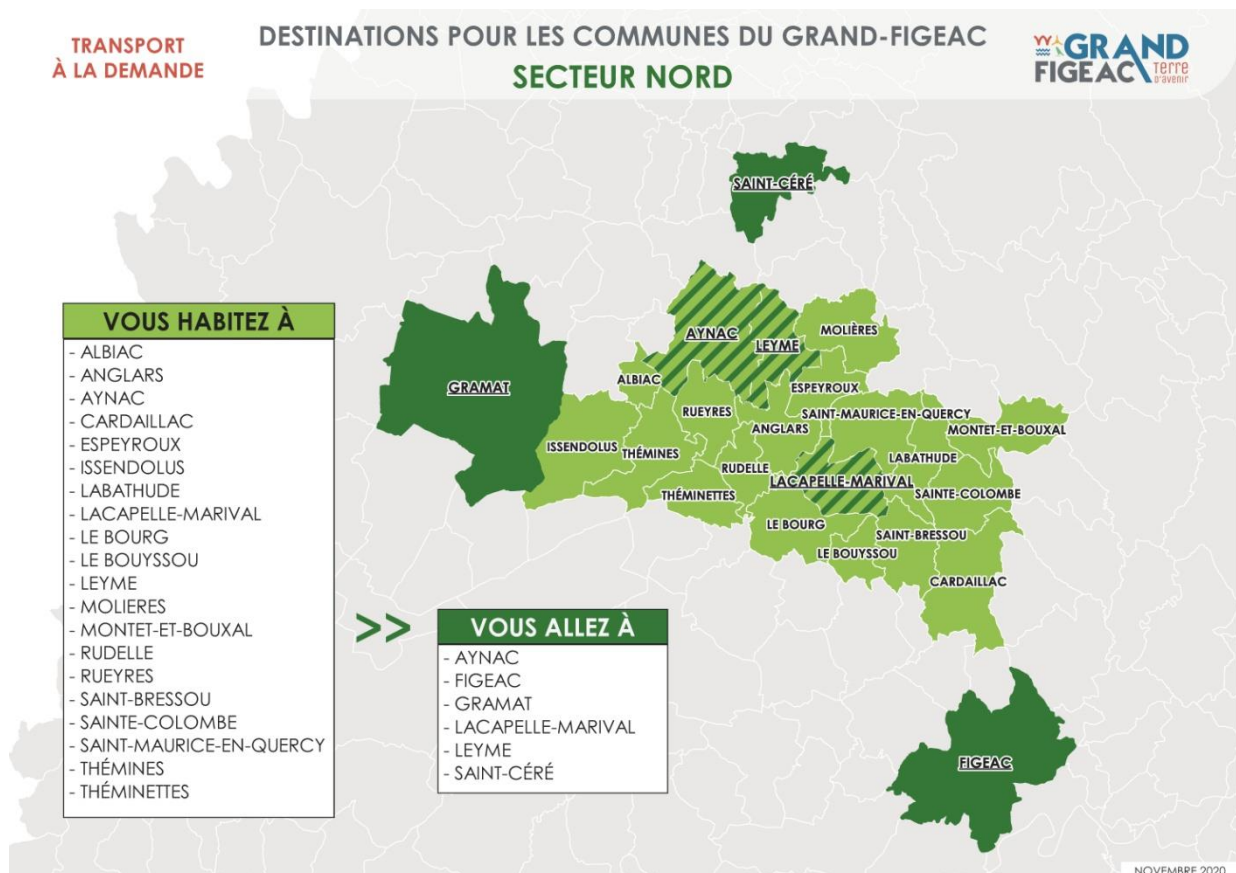 TRANSPORT
À LA DEMANDE
DESTINATIONS POUR LES COMMUNES DU GRAND-FIGEAC
SECTEUR NORD
GRAND
FIGEAC
Terre
d'avenir
VOUS HABITEZ À
- ALBIAC
- ANGLARS
- AYNAC
- CARDAILLAC
- ESPEYROUX
- ISSENDOLUS
- LABATHUDE
- LACAPELLE-MARIVAL
- LE BOURG
- LE BOUYSSOU
- LEYME
- MOLIERES
- MONTET-ET-BOUXAL
- RUDELLE
- RUEYRES
- SAINT-BRESSOU
- SAINTE-COLOMBE
- SAINT-MAURICE-EN-QUERCY
- THÉMINES
- THÉMINETTES
>>
VOUS ALLEZ À
- AYNAC
- FIGEAC
- GRAMAT
- LACAPELLE-MARIVAL
- LEYME
- SAINT-CÉRÉ
SAINT-CÉRÉ
AYNAC
LEYME
MOLIÈRES
GRAMAT
ALBIAC
ESPEYROUX
RUEYRES
SAINT-MAURICE-EN-QUERCY
ANGLARS
MONTET-ET-BOUXAL
ISSENDOLUS
THÉMINES
LABATHUDE
RUDELLE
LACAPELLE-MARIVAL
THÉMINETTES
SAINTE-COLOMBE
LE BOURG
SAINT-BRESSOU
LE BOUYSSOU
CARDAILLAC
FIGEAC
NOVEMBRE 2020